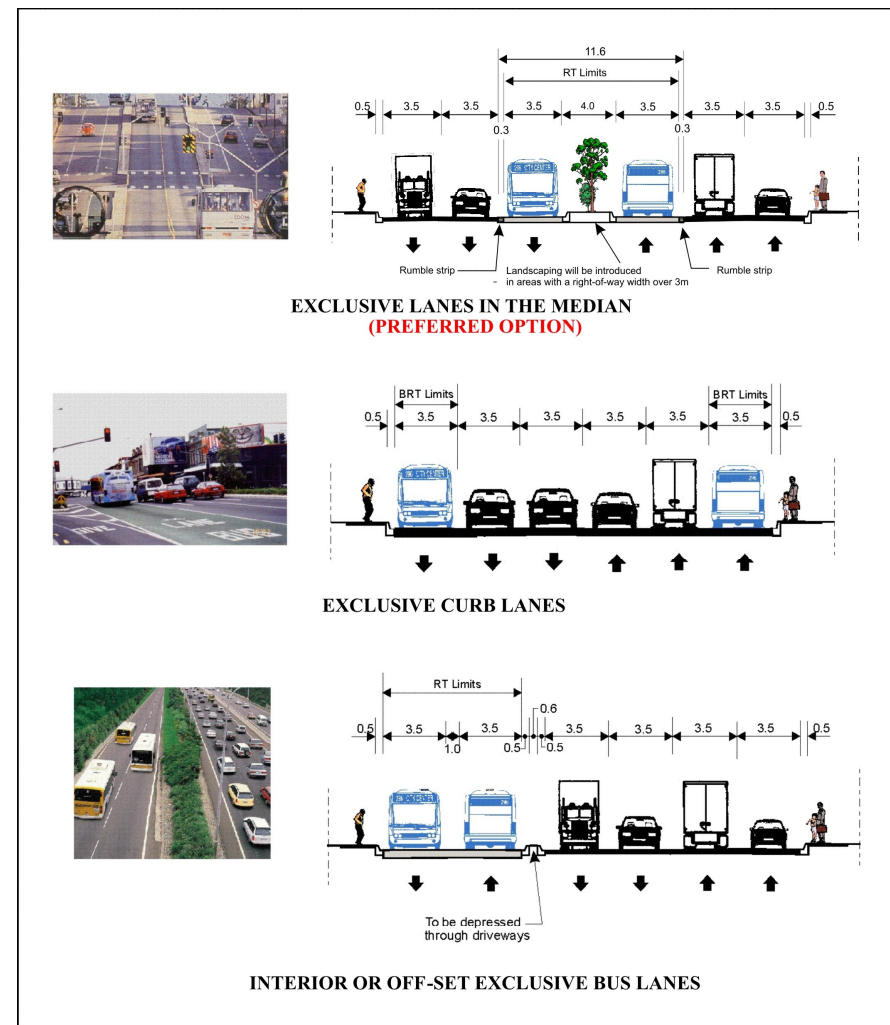 11.6
RT Limits
0.5 3.5 3.5 3.5 4.0 3.5 3.5 3.5 0.5
0.3 0.3
296 CITY CENTER
Rumble strip
Landscaping will be introduced
in areas with a right-of-way width over 3m
Rumble strip
EXCLUSIVE LANES IN THE MEDIAN
(PREFERRED OPTION)
BRT Limits BRT Limits
0.5 3.5 3.5 3.5 3.5 3.5 3.5 0.5
LANE
BUS
EXCLUSIVE CURB LANES
RT Limits
0.6
0.5 3.5 3.5 3.5 3.5 3.5 3.5 0.5
1.0 0.5 0.5
To be depressed
through driveways
INTERIOR OR OFF-SET EXCLUSIVE BUS LANES